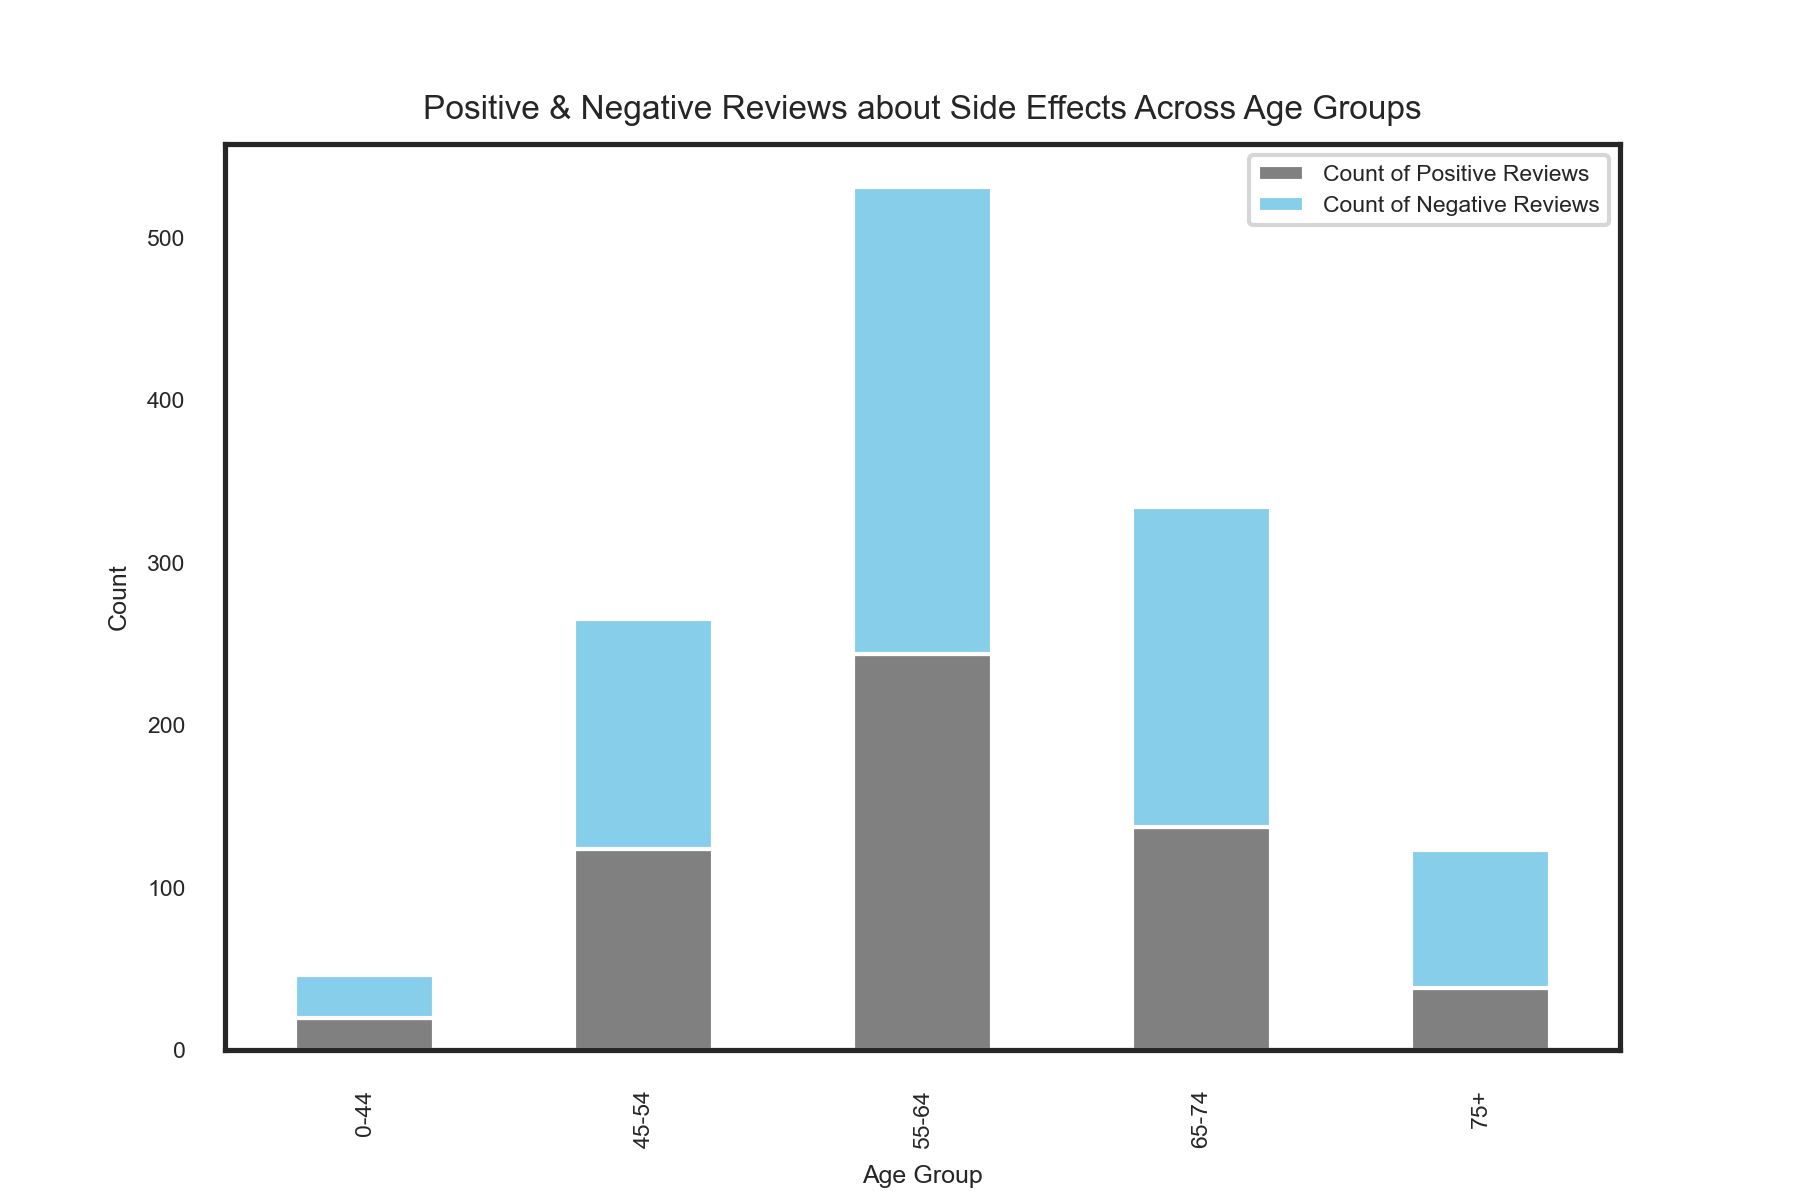 Positive & Negative Reviews about Side Effects Across Age Groups
Count of Positive Reviews
Count of Negative Reviews
500
400
300
200
100
0
Count
0-44
45-54
55-64
65-74
75+
Age Group